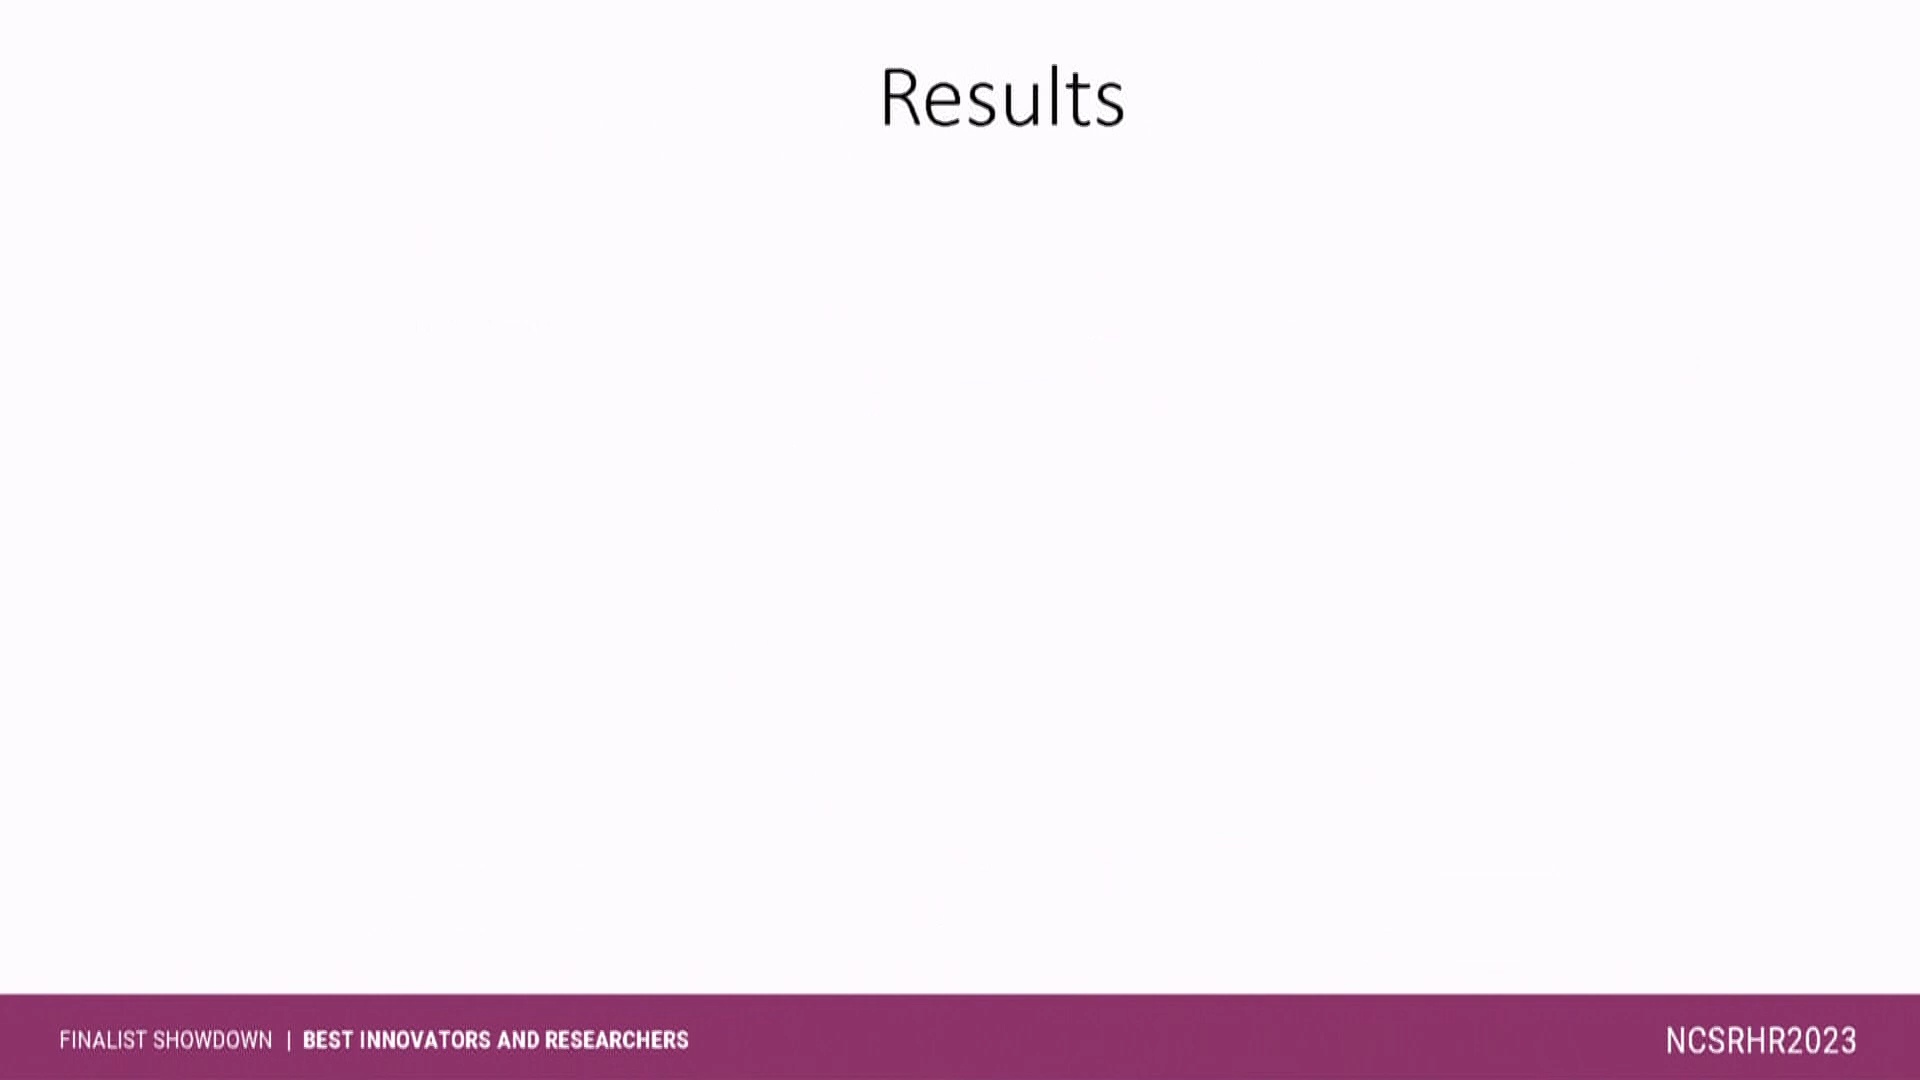 Results
FINALIST SHOWDOWN | BEST INNOVATORS AND RESEARCHERS
NCSRHR2023